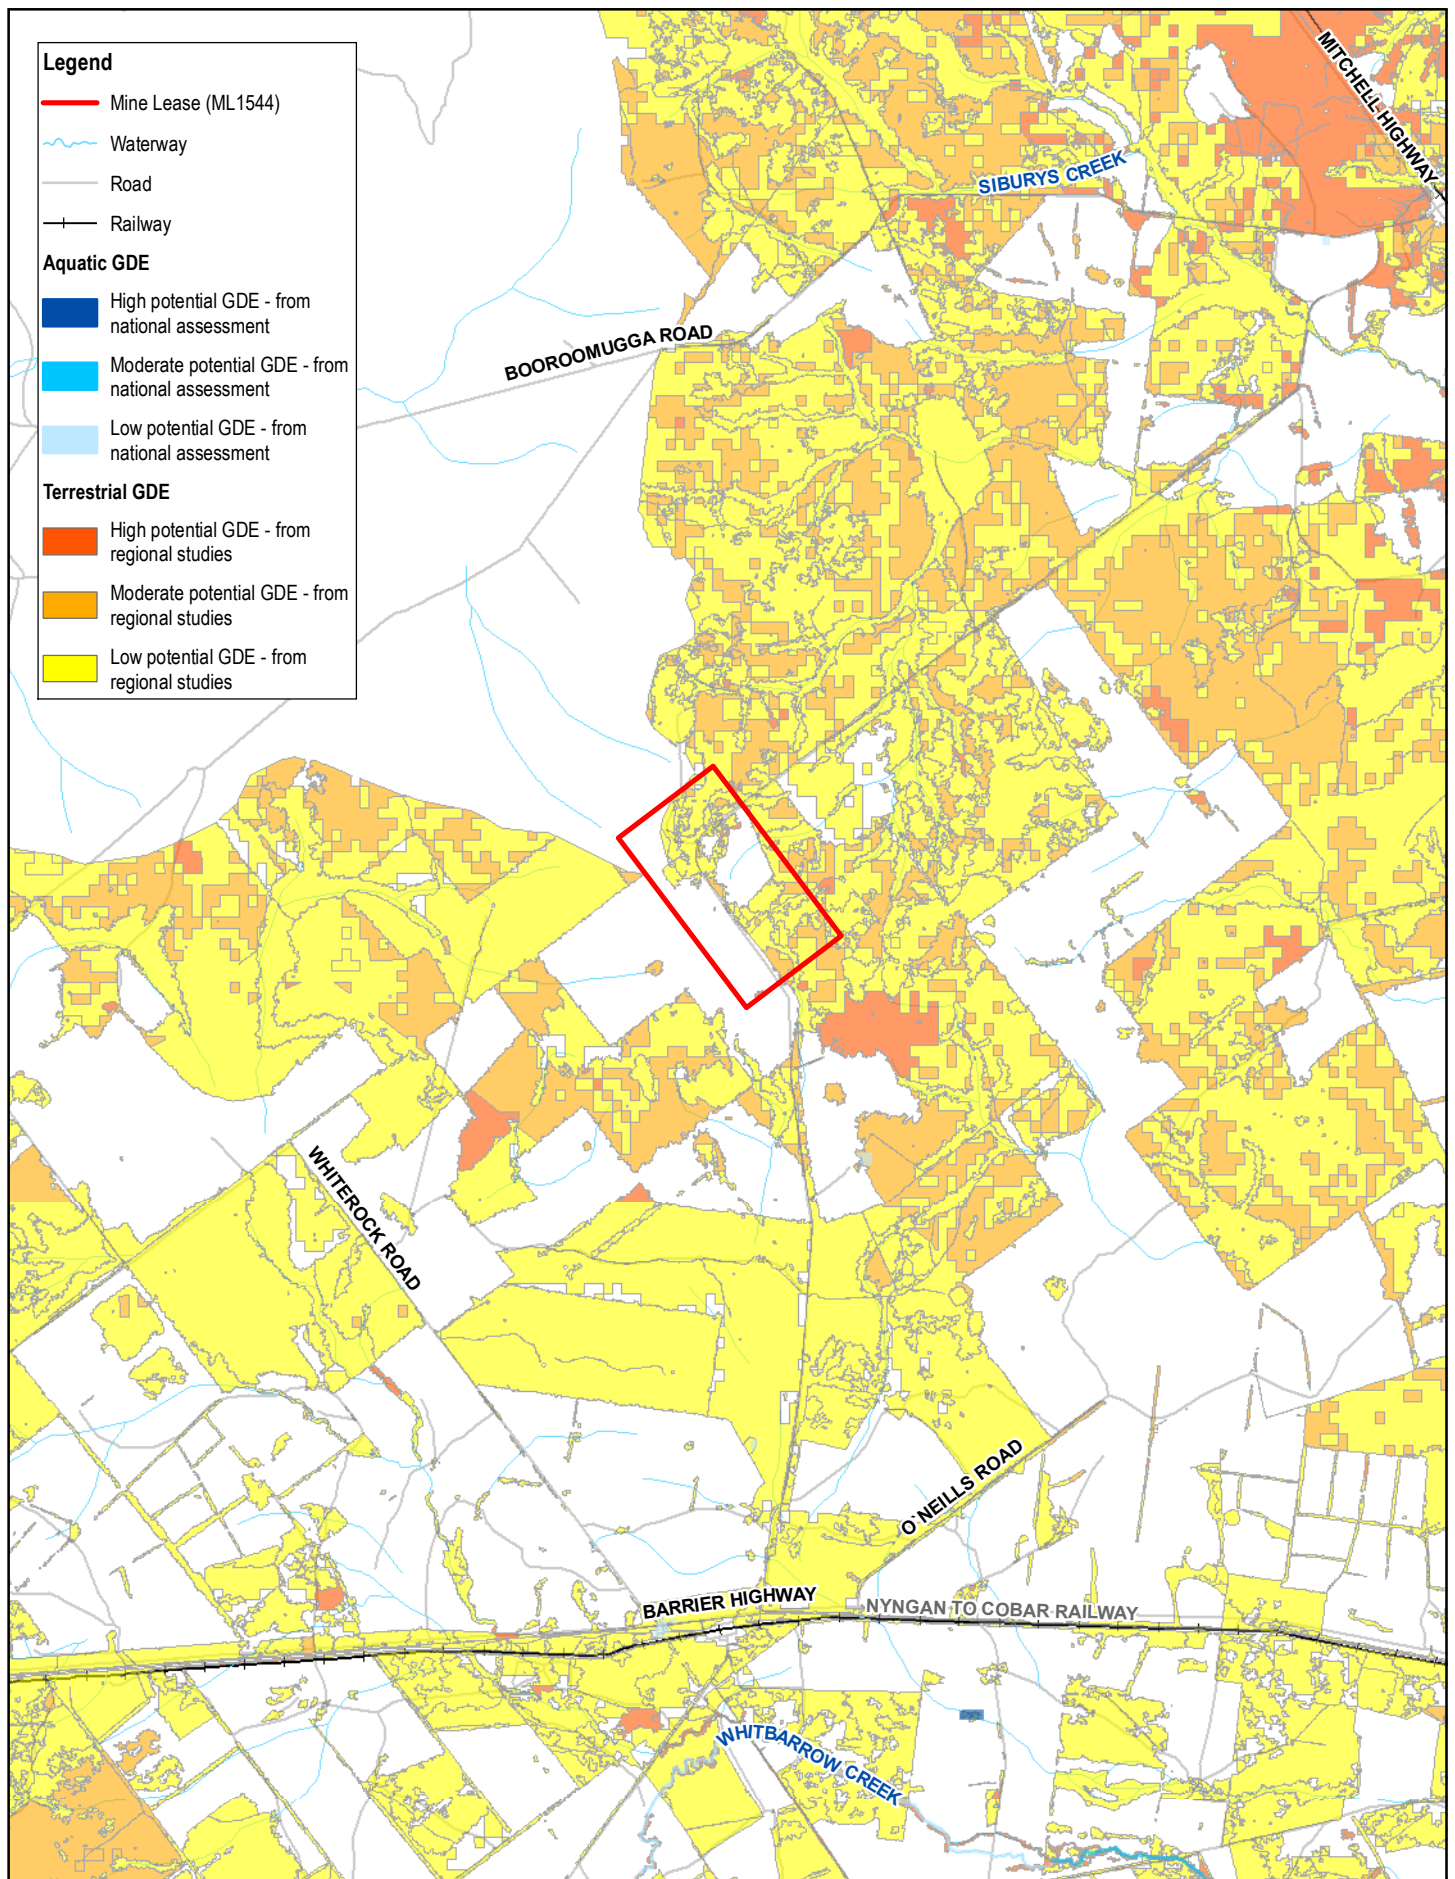 Legend
Mine Lease (ML1544)
Waterway
Road
Railway
Aquatic GDE
High potential GDE - from
national assessment
Moderate potential GDE - from
national assessment
Low potential GDE - from
national assessment
Terrestrial GDE
High potential GDE - from
regional studies
Moderate potential GDE - from
regional studies
Low potential GDE - from
regional studies
MITCHELL HIGHWAY
SIBURYS CREEK
BOOROOMUGGA ROAD
WHITEROCK ROAD
O`NEILLS ROAD
BARRIER HIGHWAY
NYNGAN TO COBAR RAILWAY
WHITBARROW CREEK